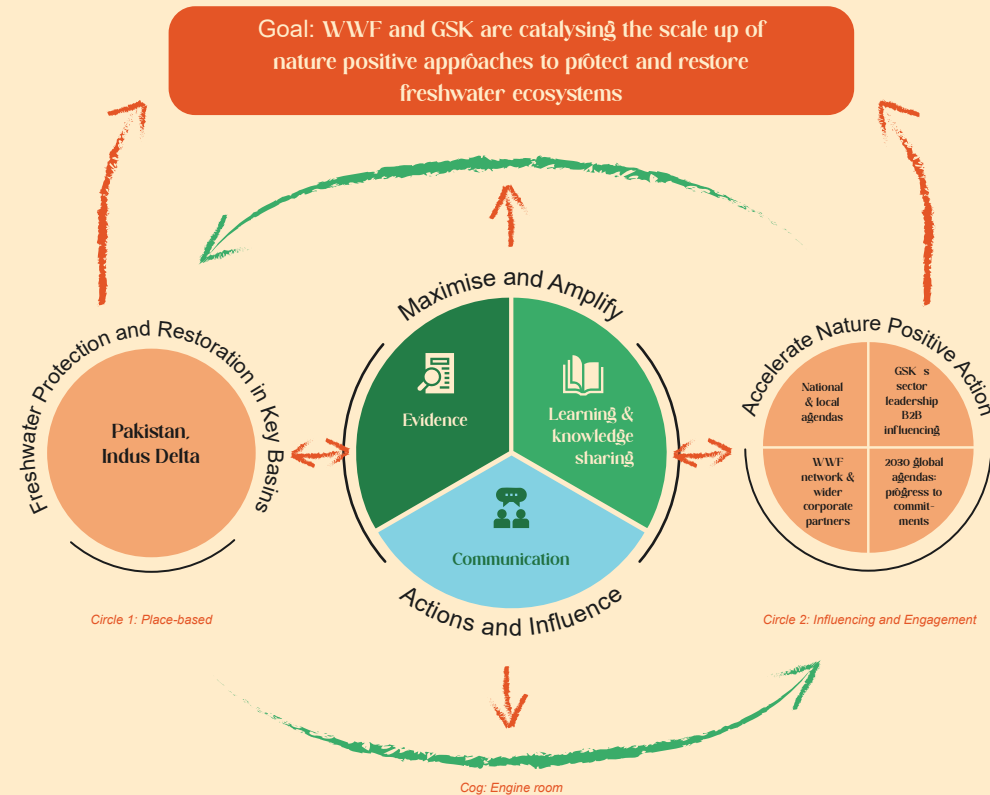 Goal: WWF and GSK are catalysing the scale up of
nature positive approaches to protect and restore
freshwater ecosystems
Freshwater Protection and Restoration in Key Basins
Pakistan,
Indus Delta
Circle 1: Place-based
Maximise and Amplify
Evidence
Learning &
knowledge
sharing
Communication
Actions and Influence
Accelerate Nature Positive Action
National
& local
agendas
GSK s
sector
leadership
B2B
influencing
WWF
network &
wider
corporate
partners
2030 global
agendas:
progress to
commit-
ments
Circle 2: Influencing and Engagement
Cog: Engine room